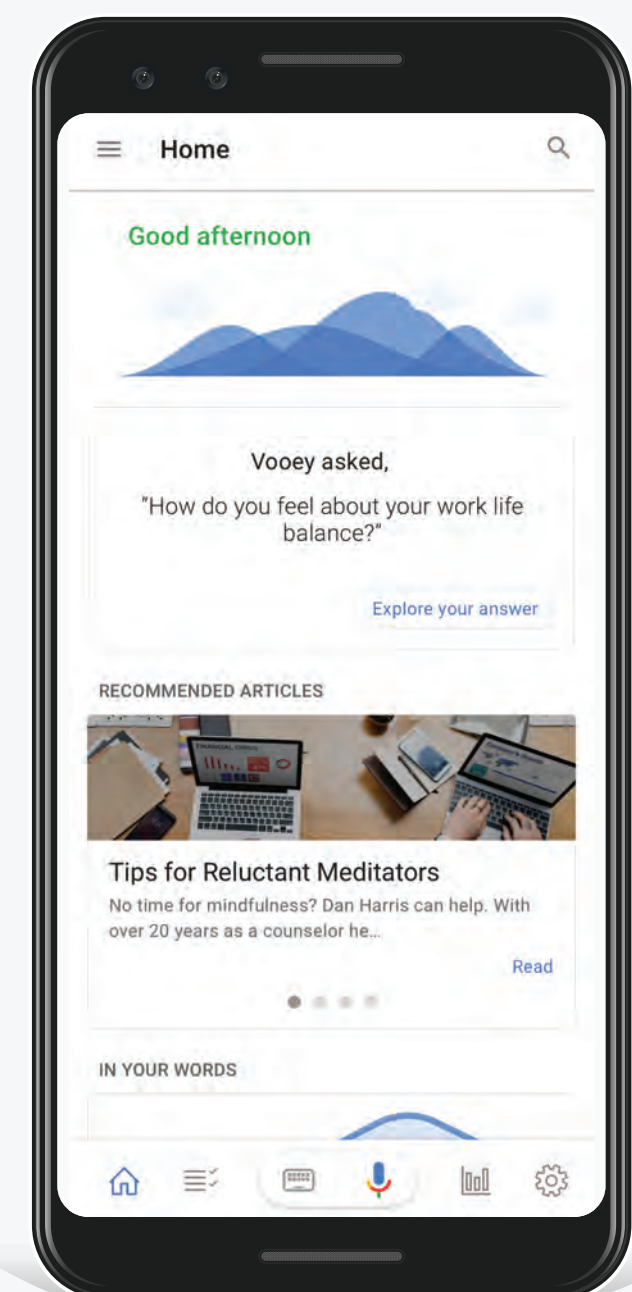 Home
Good afternoon
Vooey asked,
"How do you feel about your work life
balance?"
Explore your answer
RECOMMENDED ARTICLES
FINANCIAL CRISIS
Tips for Reluctant Meditators
No time for mindfulness? Dan Harris can help. With
over 20 years as a counselor he...
Read
IN YOUR WORDS